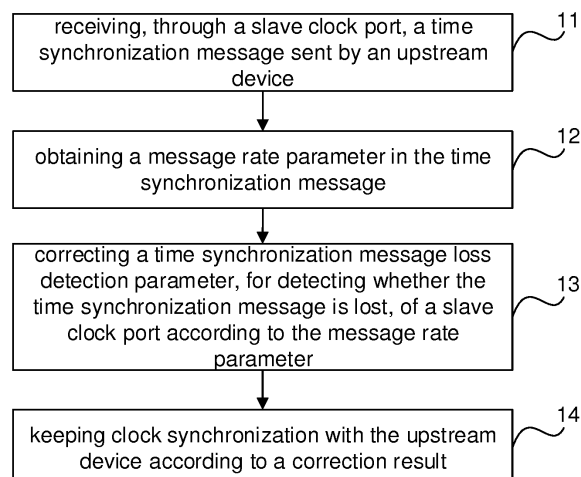 receiving, through a slave clock port, a time
synchronization message sent by an upstream
device
11
obtaining a message rate parameter in the time
synchronization message
12
correcting a time synchronization message loss
detection parameter, for detecting whether the
time synchronization message is lost, of a slave
clock port according to the message rate
parameter
13
keeping clock synchronization with the upstream
device according to a correction result
14